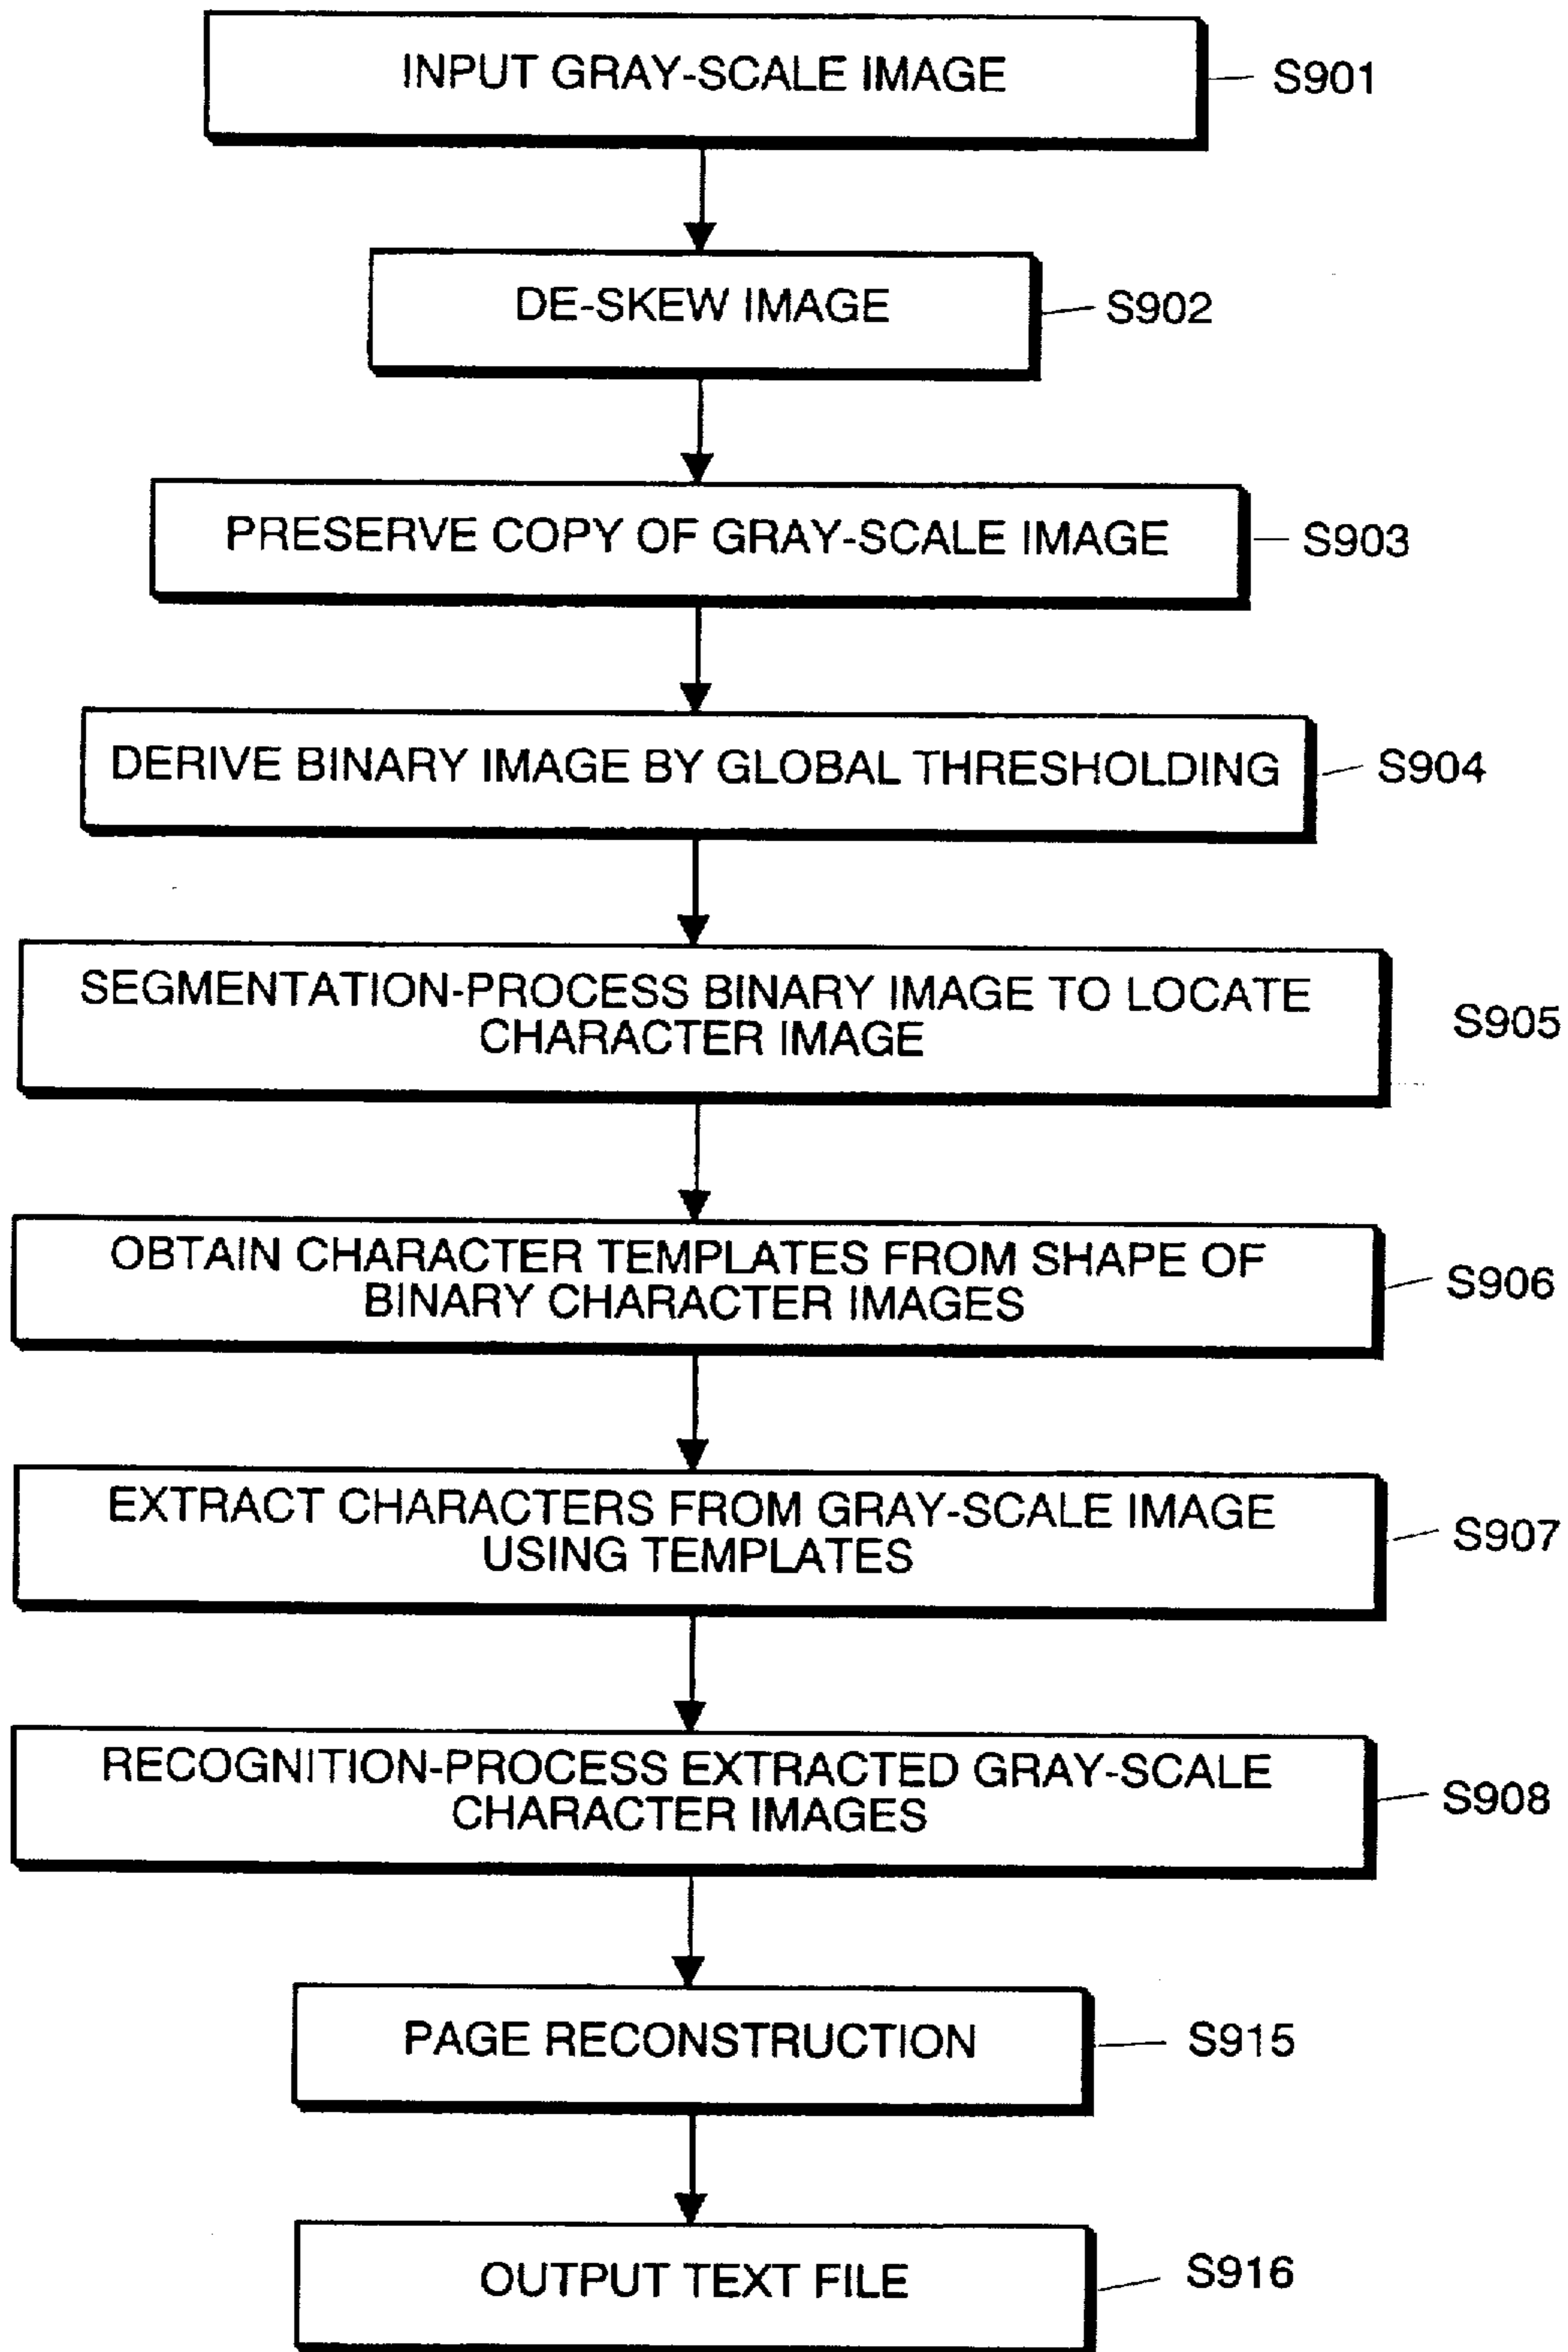 INPUT GRAY-SCALE IMAGE
S901
DE-SKEW IMAGE
S902
PRESERVE COPY OF GRAY-SCALE IMAGE
S903
DERIVE BINARY IMAGE BY GLOBAL THRESHOLDING
S904
SEGMENTATION-PROCESS BINARY IMAGE TO LOCATE
CHARACTER IMAGE
S905
OBTAIN CHARACTER TEMPLATES FROM SHAPE OF
BINARY CHARACTER IMAGES
S906
EXTRACT CHARACTERS FROM GRAY-SCALE IMAGE
USING TEMPLATES
S907
RECOGNITION-PROCESS EXTRACTED GRAY-SCALE
CHARACTER IMAGES
S908
PAGE RECONSTRUCTION
S915
OUTPUT TEXT FILE
S916